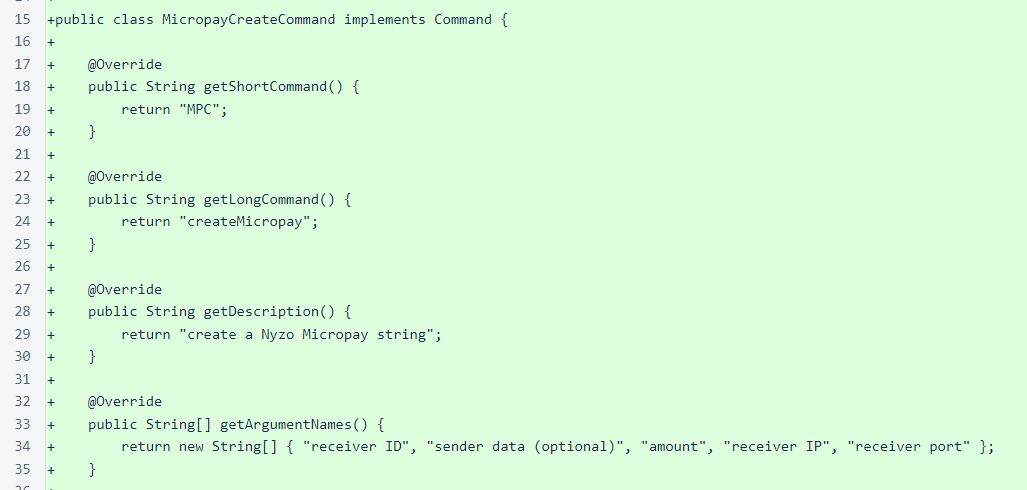 15 +public class MicropayCreateCommand implements Command {
16 +
17 +    @Override
18 +    public String getShortCommand() {
19 +        return "MPC";
20 +    }
21 +
22 +    @Override
23 +    public String getLongCommand() {
24 +        return "createMicropay";
25 +    }
26 +
27 +    @Override
28 +    public String getDescription() {
29 +        return "create a Nyzo Micropay string";
30 +    }
31 +
32 +    @Override
33 +    public String[] getArgumentNames() {
34 +        return new String[] { "receiver ID", "sender data (optional)", "amount", "receiver IP", "receiver port" };
35 +    }